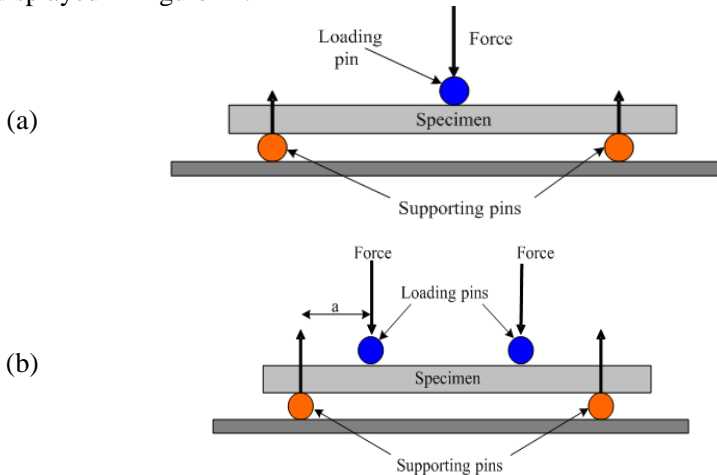 Loading
pin
Force
(a)
Specimen
Supporting pins
Force
Force
Loading pins
a
(b)
Specimen
Supporting pins